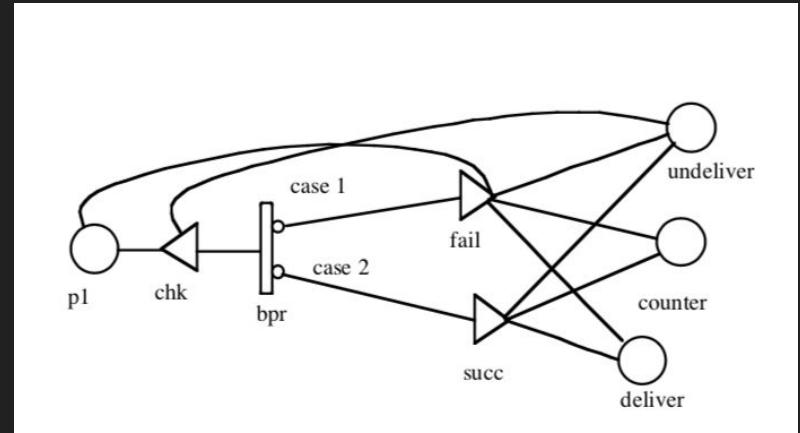 undeliver
case 1
fail
case 2
p1
chk
bpr
counter
succ
deliver